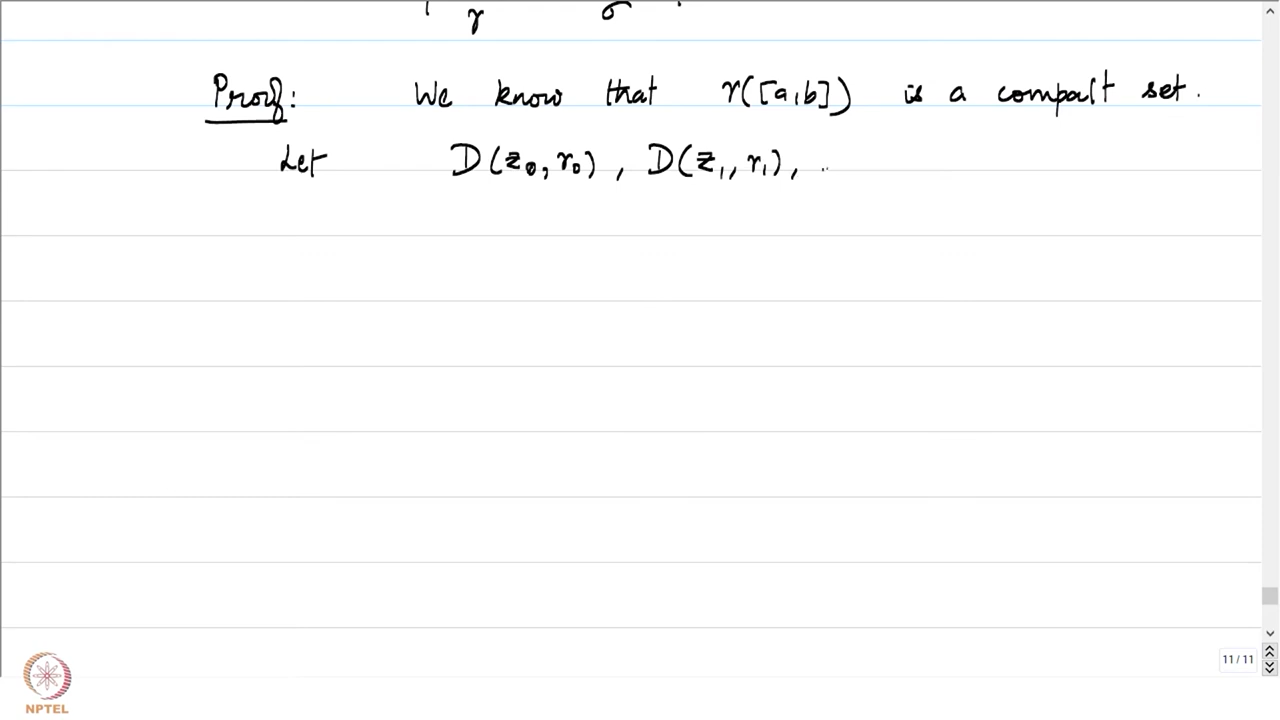 γ σ
Proof: We know that γ([a,b]) is a compact set.
Let D(z₀, r₀), D(z₁, r₁), ..
11 / 11
NPTEL